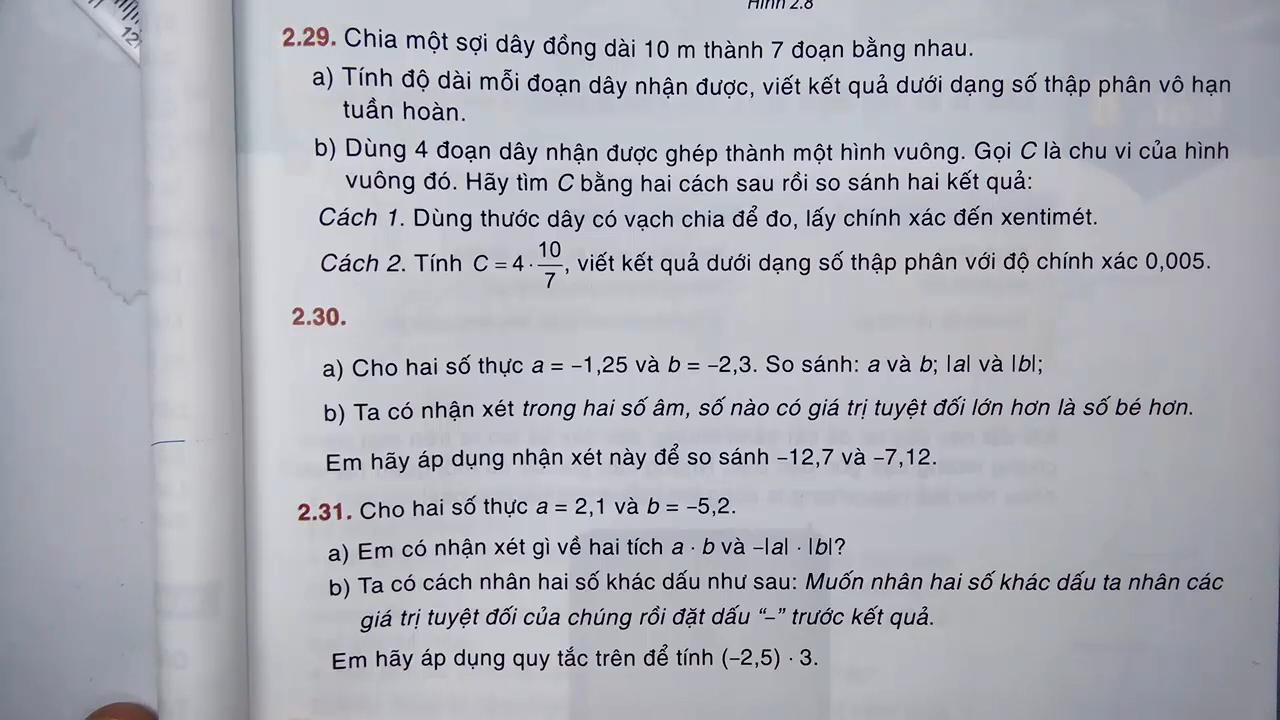 12
Hình 2.8
2.29. Chia một sợi dây đồng dài 10 m thành 7 đoạn bằng nhau.
a) Tính độ dài mỗi đoạn dây nhận được, viết kết quả dưới dạng số thập phân vô hạn
tuần hoàn.
b) Dùng 4 đoạn dây nhận được ghép thành một hình vuông. Gọi C là chu vi của hình
vuông đó. Hãy tìm C bằng hai cách sau rồi so sánh hai kết quả:
Cách 1. Dùng thước dây có vạch chia để đo, lấy chính xác đến xentimét.
Cách 2. Tính C = 4 · 10/7, viết kết quả dưới dạng số thập phân với độ chính xác 0,005.
2.30.
a) Cho hai số thực a = –1,25 và b = –2,3. So sánh: a và b; |a| và |b|;
b) Ta có nhận xét trong hai số âm, số nào có giá trị tuyệt đối lớn hơn là số bé hơn.
Em hãy áp dụng nhận xét này để so sánh –12,7 và –7,12.
2.31. Cho hai số thực a = 2,1 và b = –5,2.
a) Em có nhận xét gì về hai tích a · b và –|a| · |b|?
b) Ta có cách nhân hai số khác dấu như sau: Muốn nhân hai số khác dấu ta nhân các
giá trị tuyệt đối của chúng rồi đặt dấu “–” trước kết quả.
Em hãy áp dụng quy tắc trên để tính (–2,5) · 3.